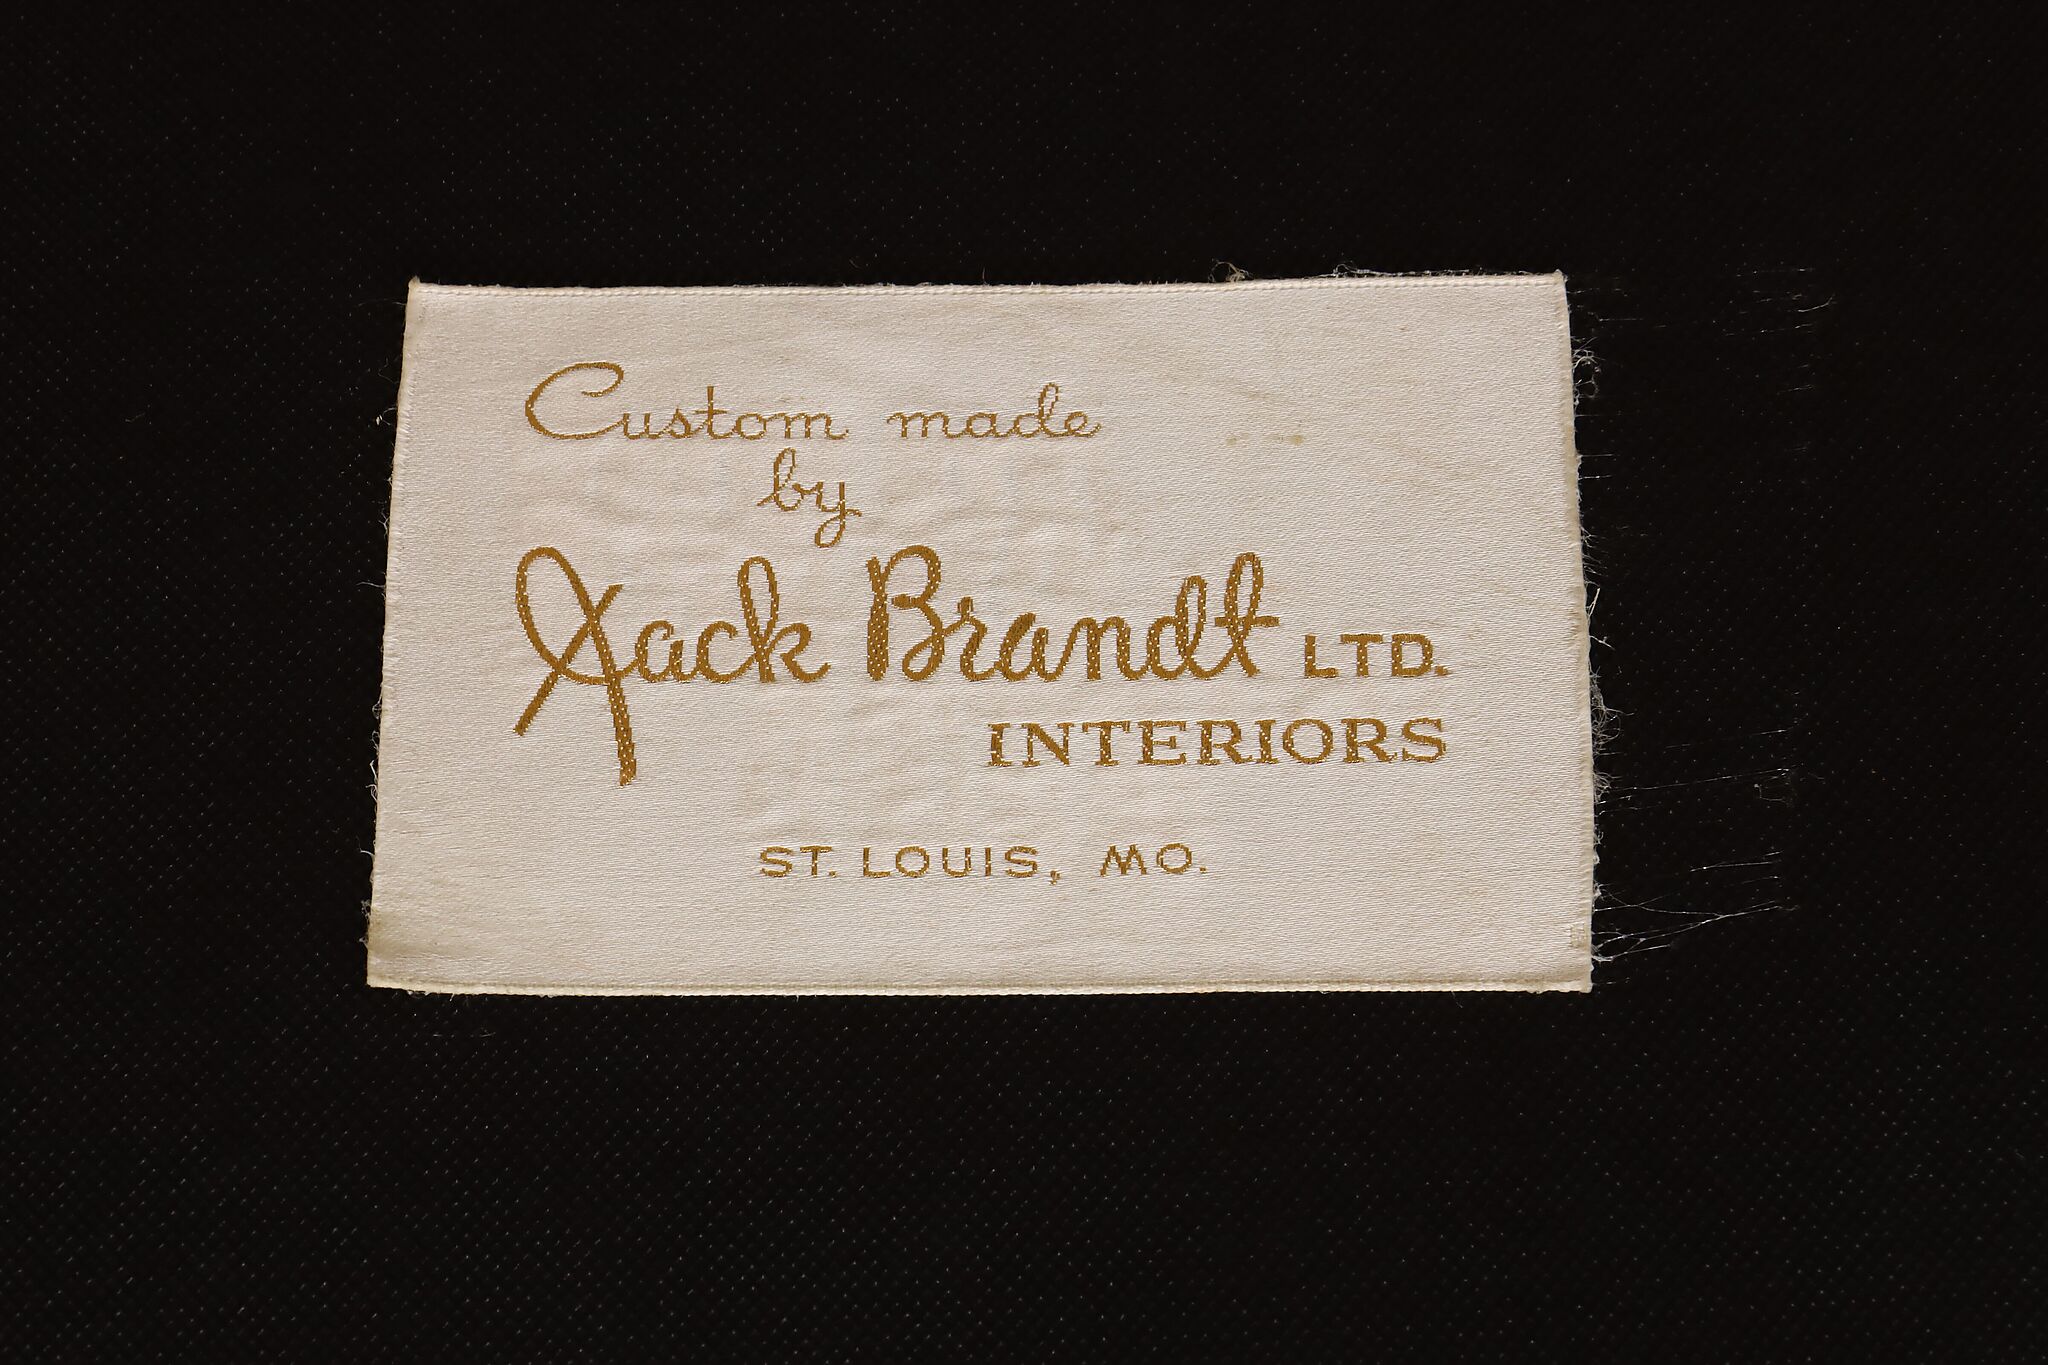 Custom made
by
Jack Brandt LTD.
INTERIORS
ST. LOUIS, MO.